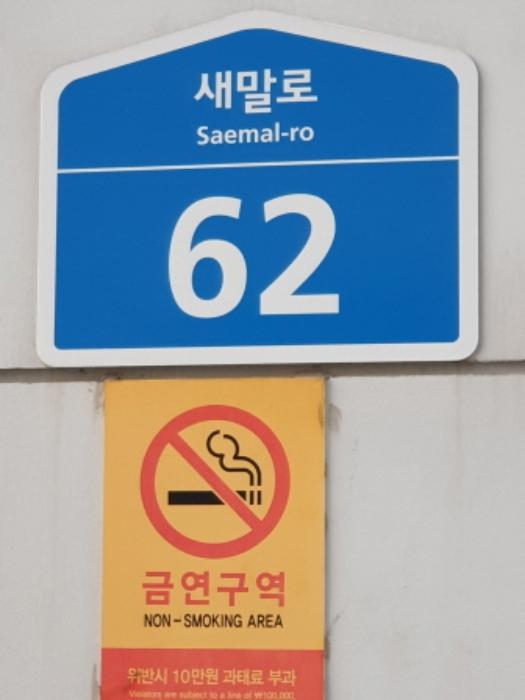 새말로
Saemal-ro
62
금연구역
NON-SMOKING AREA
위반시 10만원 과태료 부과
Violators are subject to a fine of ₩100,000.